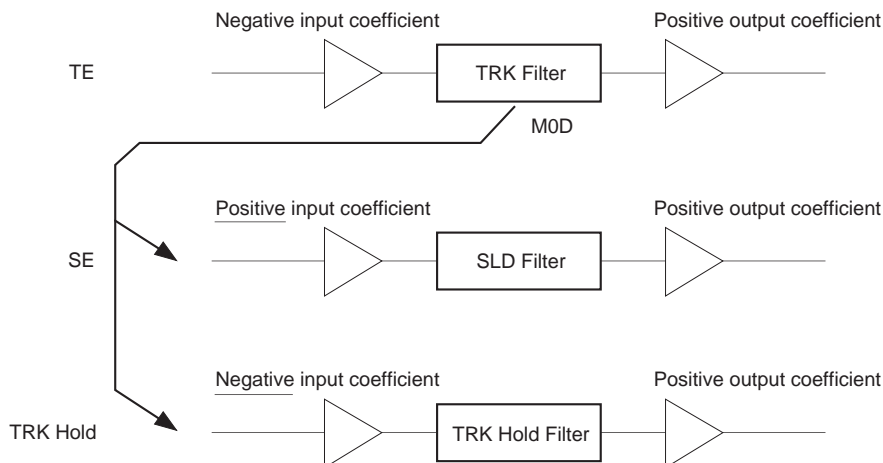 Negative input coefficient
Positive output coefficient
TE
TRK Filter
M0D
Positive input coefficient
Positive output coefficient
SE
SLD Filter
Negative input coefficient
Positive output coefficient
TRK Hold
TRK Hold Filter